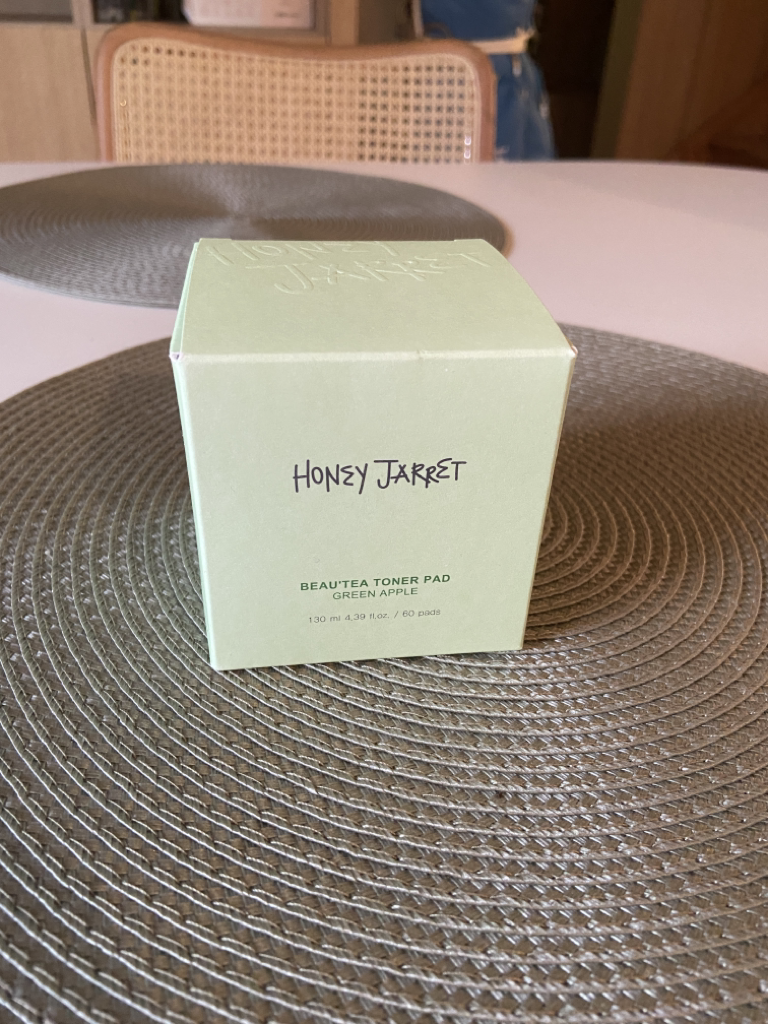 HONEY
JARRET
HONEY JARRET
BEAU'TEA TONER PAD
GREEN APPLE
130 ml 4.39 fl.oz. / 60 pads